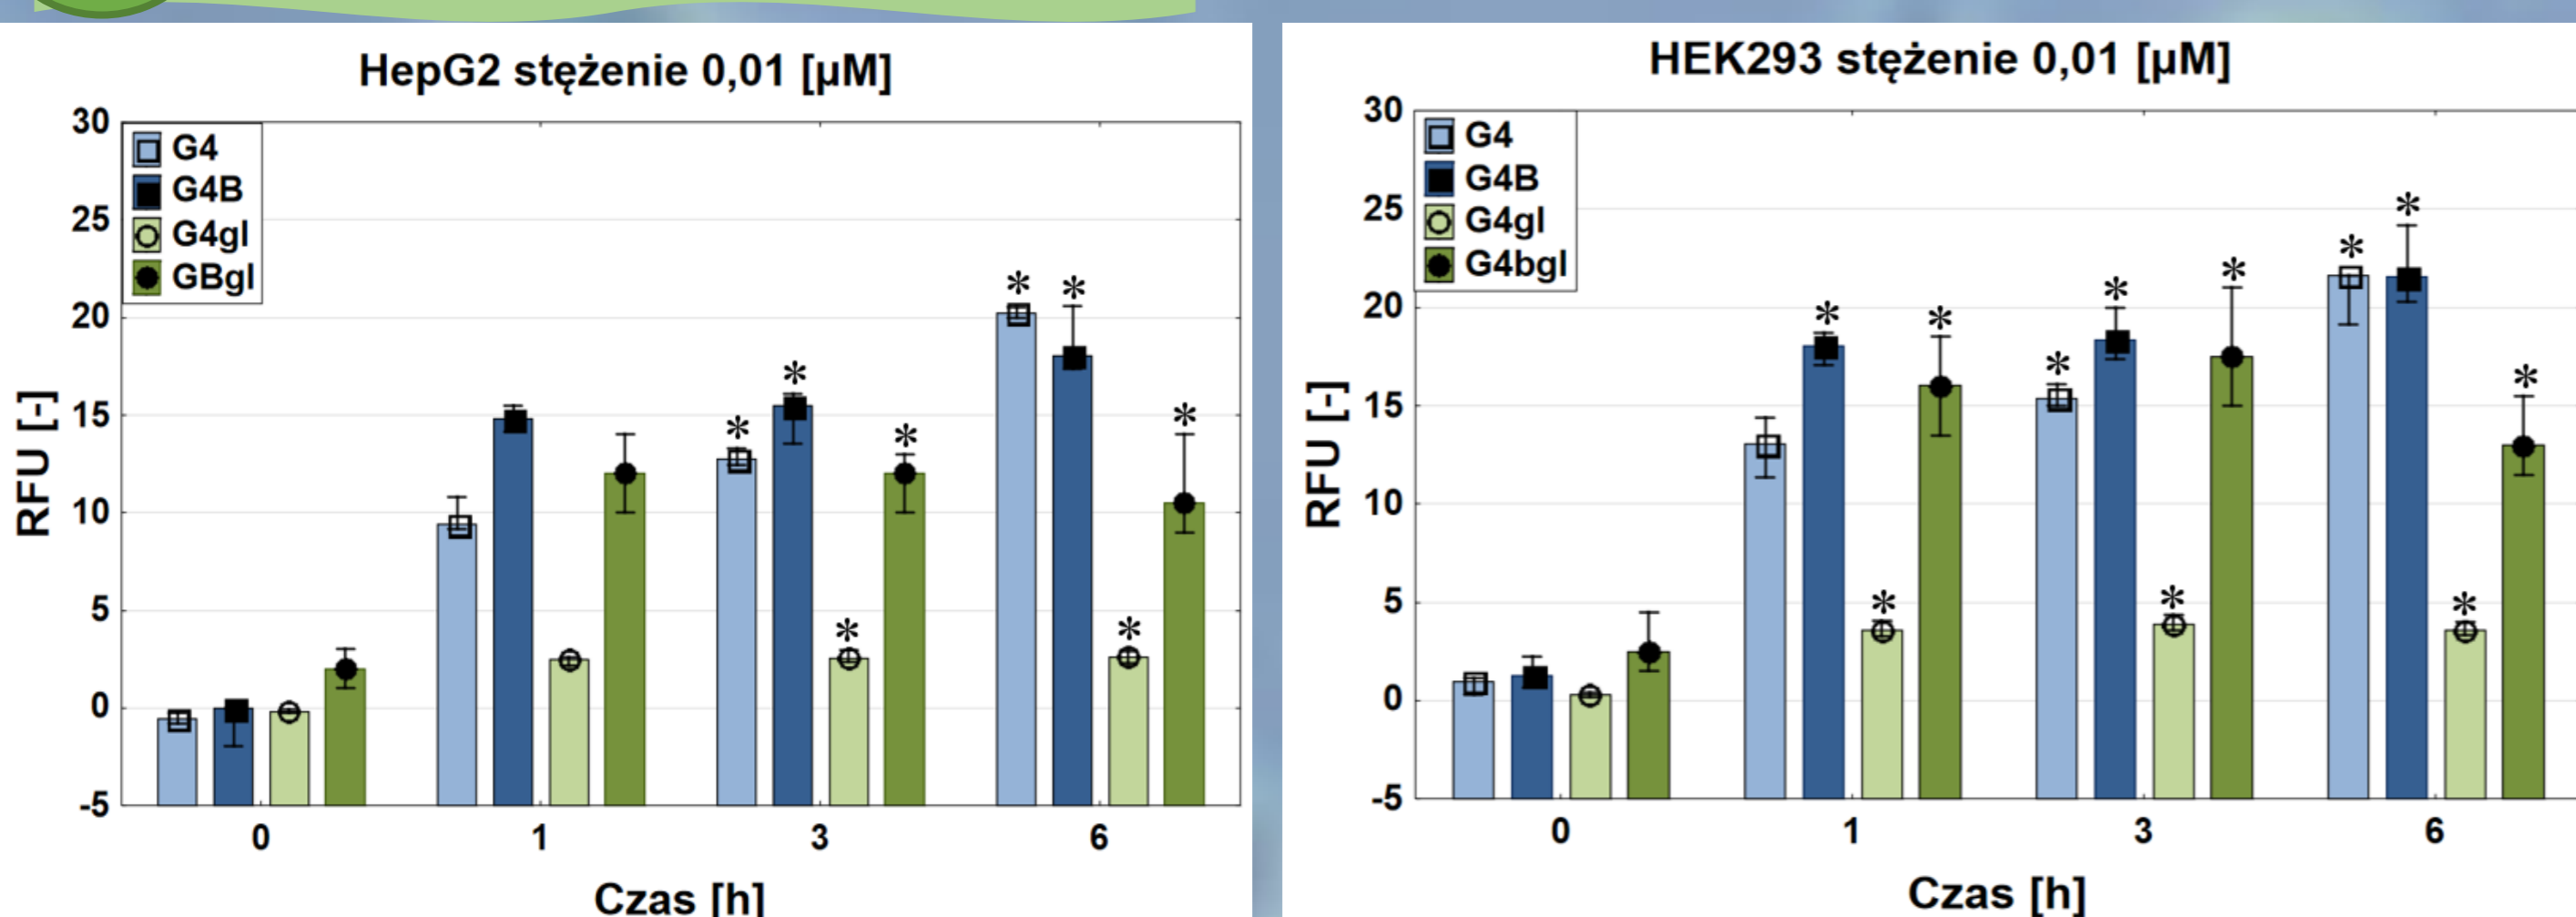 HepG2 stężenie 0,01 [µM]
30
25
20
15
10
5
0
-5
RFU [-]
G4
G4B
G4gl
GBgl
* * * * * * * *
0 1 3 6
Czas [h]
HEK293 stężenie 0,01 [µM]
30
25
20
15
10
5
0
-5
RFU [-]
G4
G4B
G4gl
G4bgl
* * * * * * * * * * *
0 1 3 6
Czas [h]